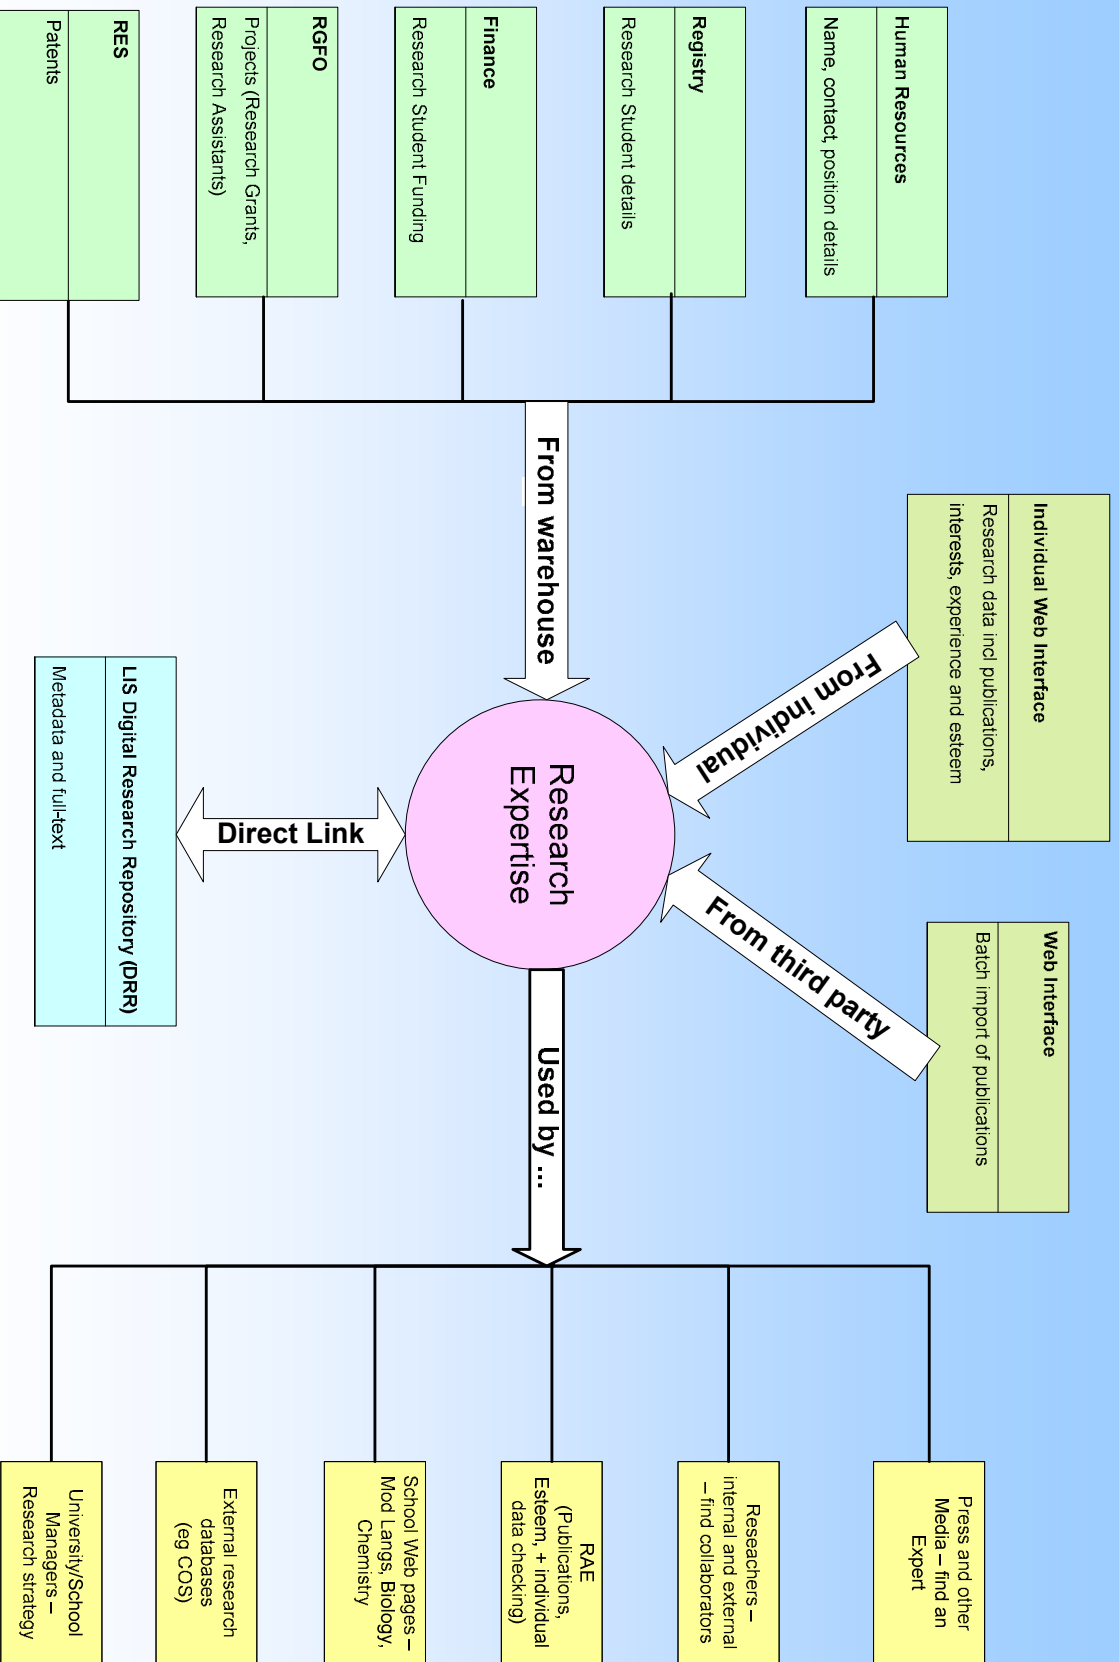 Human Resources
Name, contact, position details
Registry
Research Student details
Finance
Research Student Funding
RGFO
Projects (Research Grants,
Research Assistants)
RES
Patents
From warehouse
Individual Web Interface
Research data incl publications,
interests, experience and esteem
From individual
Web Interface
Batch import of publications
From third party
Research
Expertise
Direct Link
LIS Digital Research Repository (DRR)
Metadata and full-text
Used by ...
Press and other
Media – find an
Expert
Reseachers –
internal and external
– find collaborators
RAE
(Publications,
Esteem, + individual
data checking)
School Web pages –
Mod Langs, Biology,
Chemistry
External research
databases
(eg COS)
University/School
Managers –
Research strategy